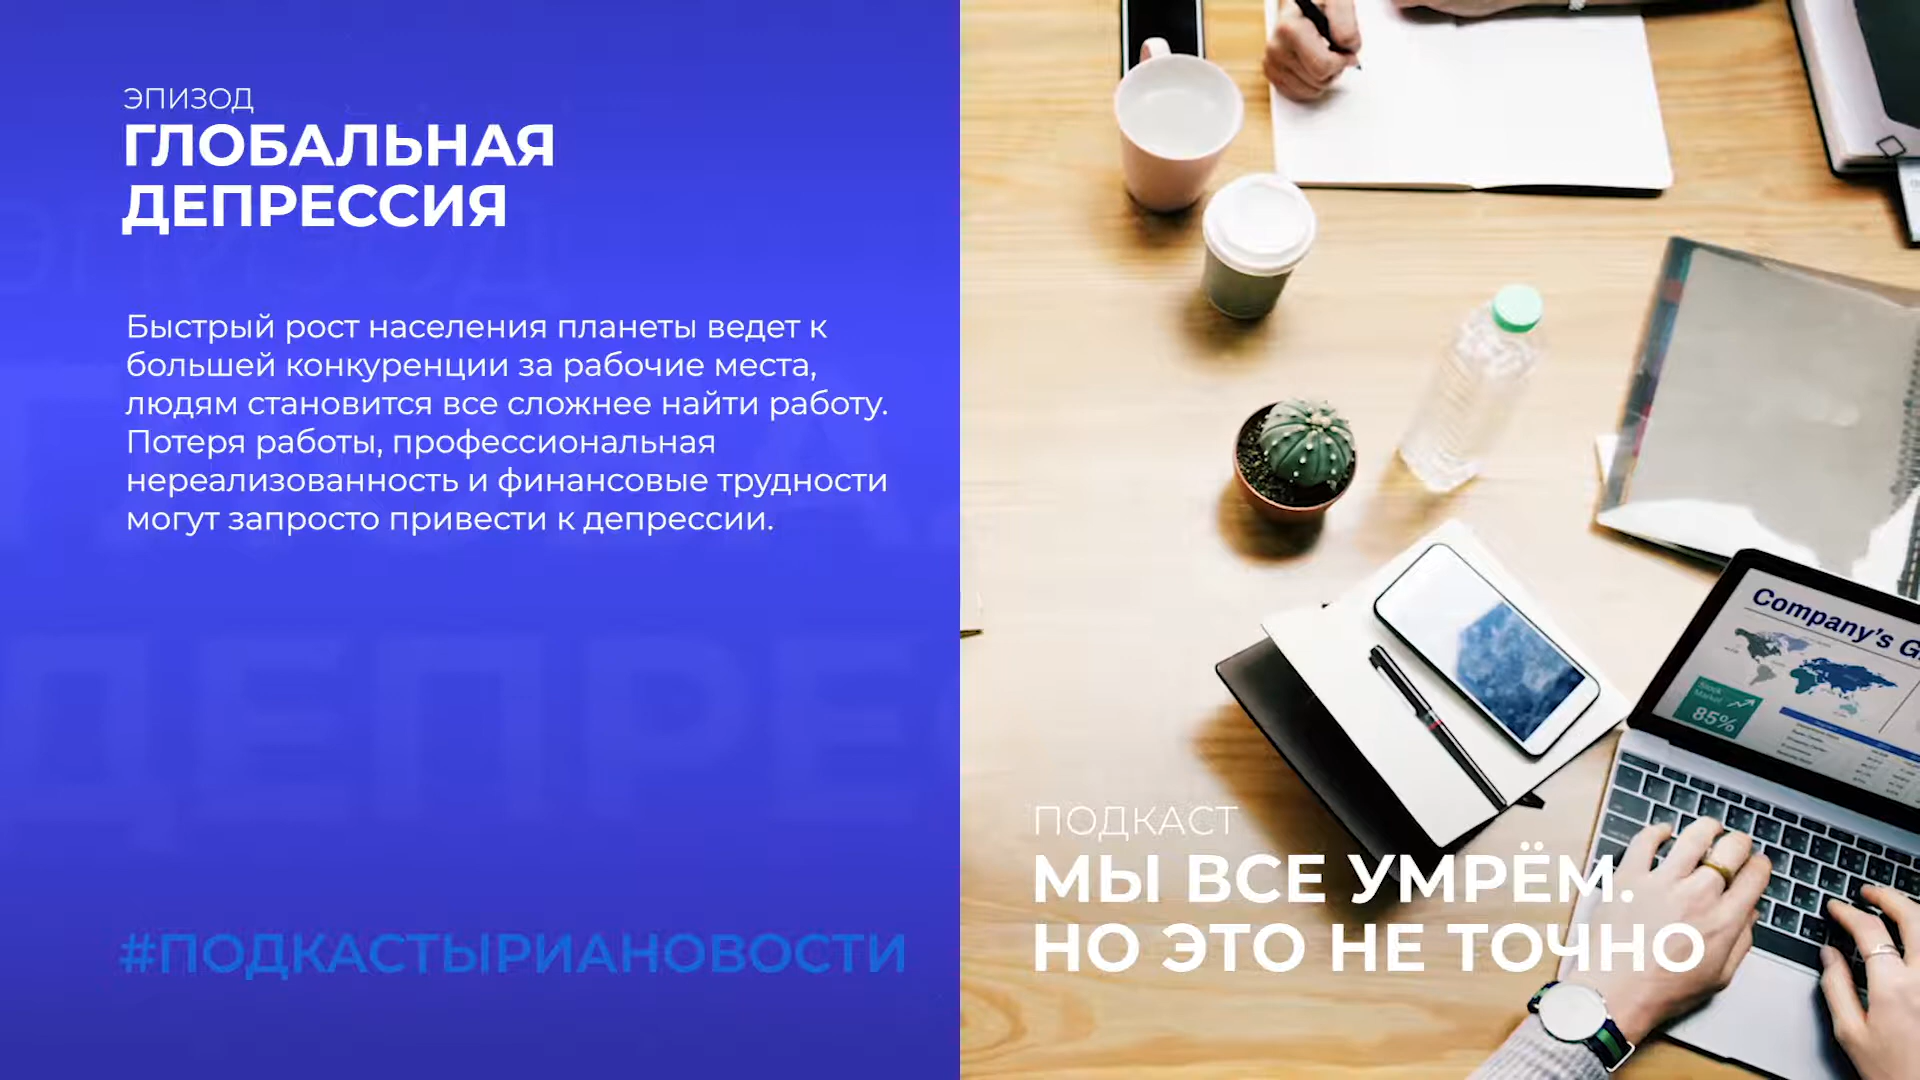 ЭПИЗОД
ГЛОБАЛЬНАЯ
ДЕПРЕССИЯ
Быстрый рост населения планеты ведет к
большей конкуренции за рабочие места,
людям становится все сложнее найти работу.
Потеря работы, профессиональная
нереализованность и финансовые трудности
могут запросто привести к депрессии.
#ПОДКАСТЫРИАНОВОСТИ
Company's G
Stock
Market
85%
ПОДКАСТ
МЫ ВСЕ УМРЁМ.
НО ЭТО НЕ ТОЧНО